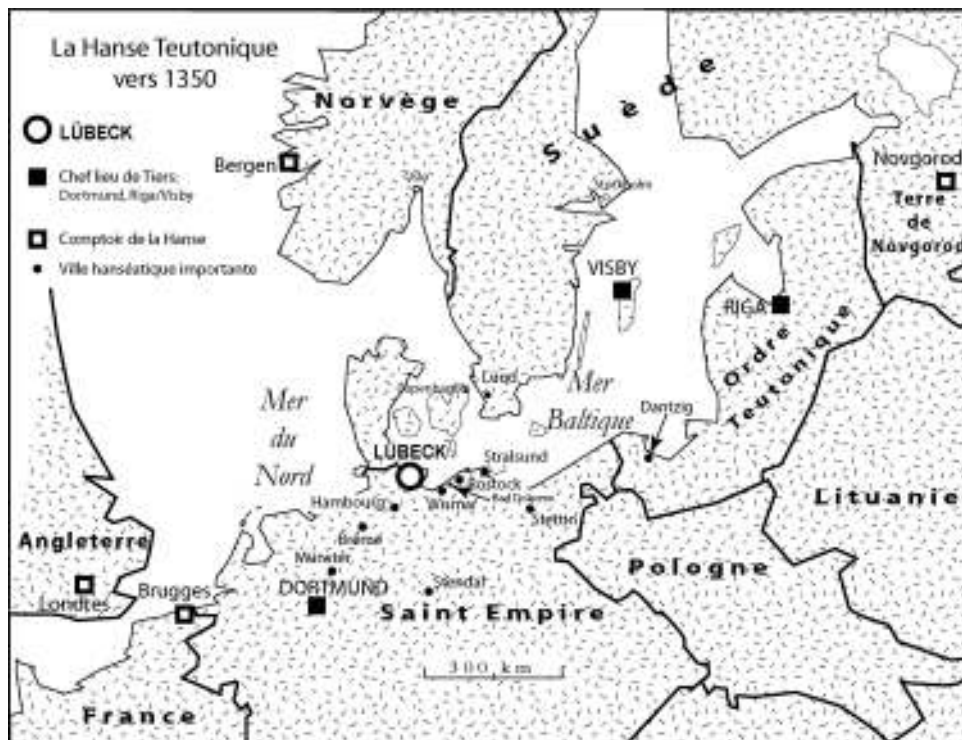 La Hanse Teutonique
vers 1350
LÜBECK
Chef lieu de Tiers:
Dortmund, Riga/Visby
Comptoir de la Hanse
Ville hanséatique importante
Norvège
Suède
Bergen
Stockholm
Novgorod
Terre
de
Novgorod
VISBY
RIGA
Ordre
Teutonique
Mer
du
Nord
Mer
Baltique
Lund
Dantzig
LÜBECK
Stralsund
Rostock
Wismar
Hambourg
Stettin
Brême
Münster
DORTMUND
Stendal
Angleterre
Londres
Brugges
Lituanie
Pologne
Saint Empire
300 km
France